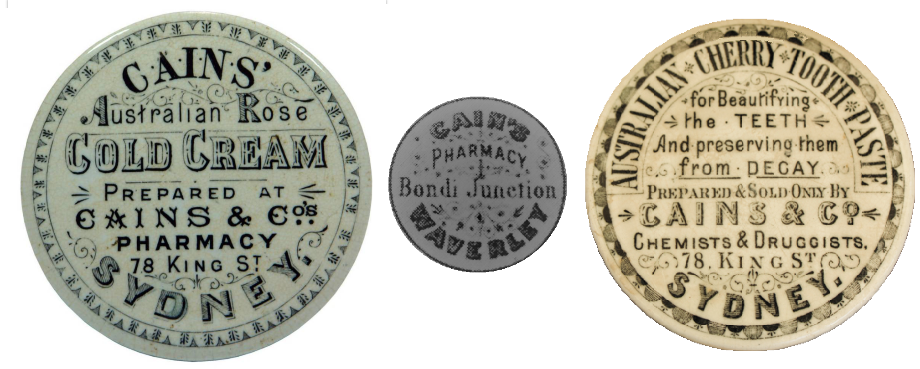 C·A·I·N·S'
Australian Rose
COLD CREAM
PREPARED AT
CAINS & CO'S
PHARMACY
78 KING ST
SYDNEY.
CAIN'S
PHARMACY
Bondi Junction
WAVERLEY
AUSTRALIAN CHERRY TOOTH PASTE
for Beautifying
the · TEETH
And preserving them
from DECAY
PREPARED & SOLD ONLY BY
CAINS & CO
CHEMISTS & DRUGGISTS,
78, KING ST
SYDNEY.